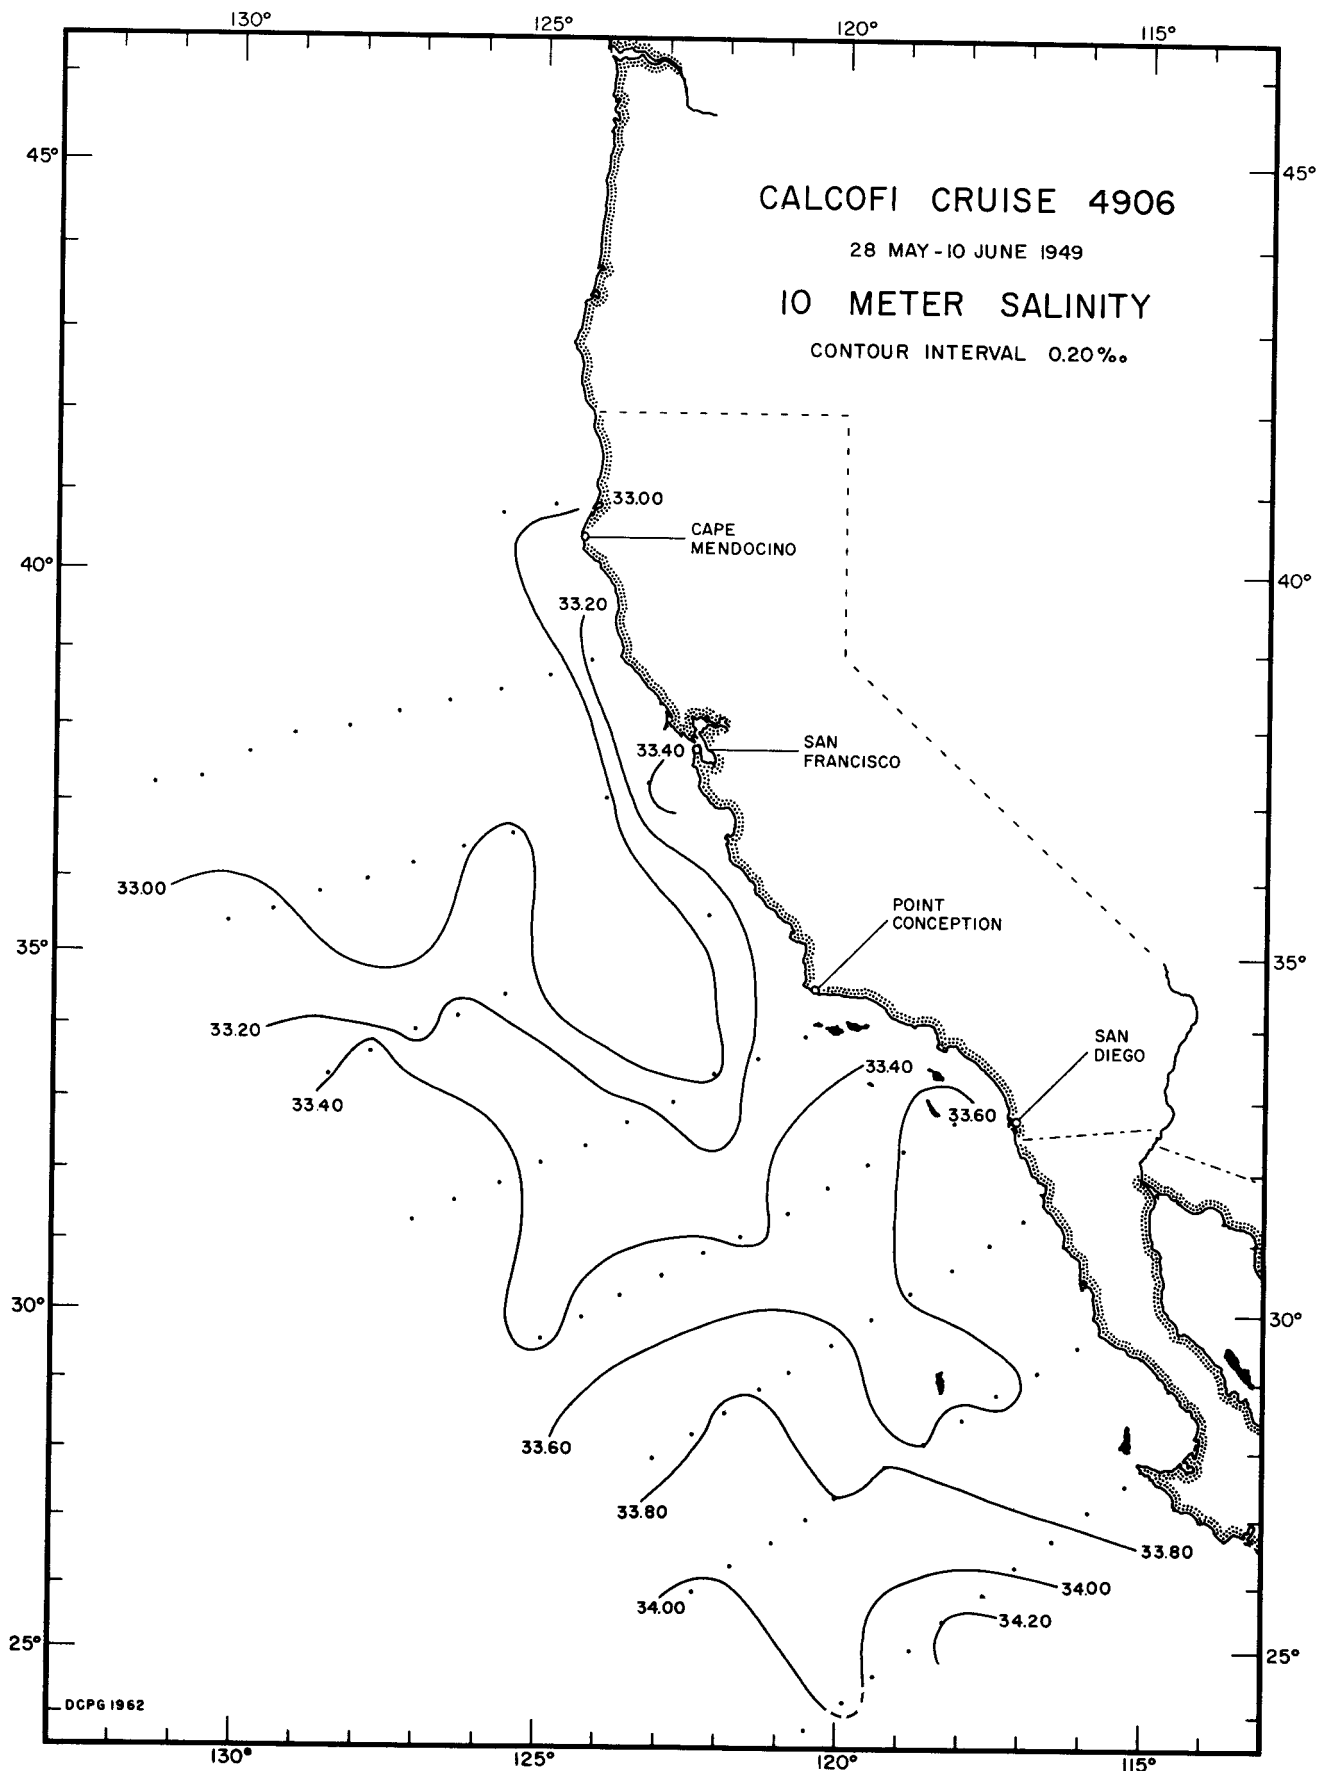 130°
125°
120°
115°
45°
45°
CALCOFI CRUISE 4906
28 MAY-10 JUNE 1949
10 METER SALINITY
CONTOUR INTERVAL 0.20‰
33.00
CAPE
MENDOCINO
40°
40°
33.20
33.40
SAN
FRANCISCO
33.00
POINT
CONCEPTION
35°
35°
33.20
SAN
DIEGO
33.40
33.40
33.60
30°
30°
33.60
33.80
33.80
34.00
34.00
34.20
25°
25°
DCPG 1962
130°
125°
120°
115°